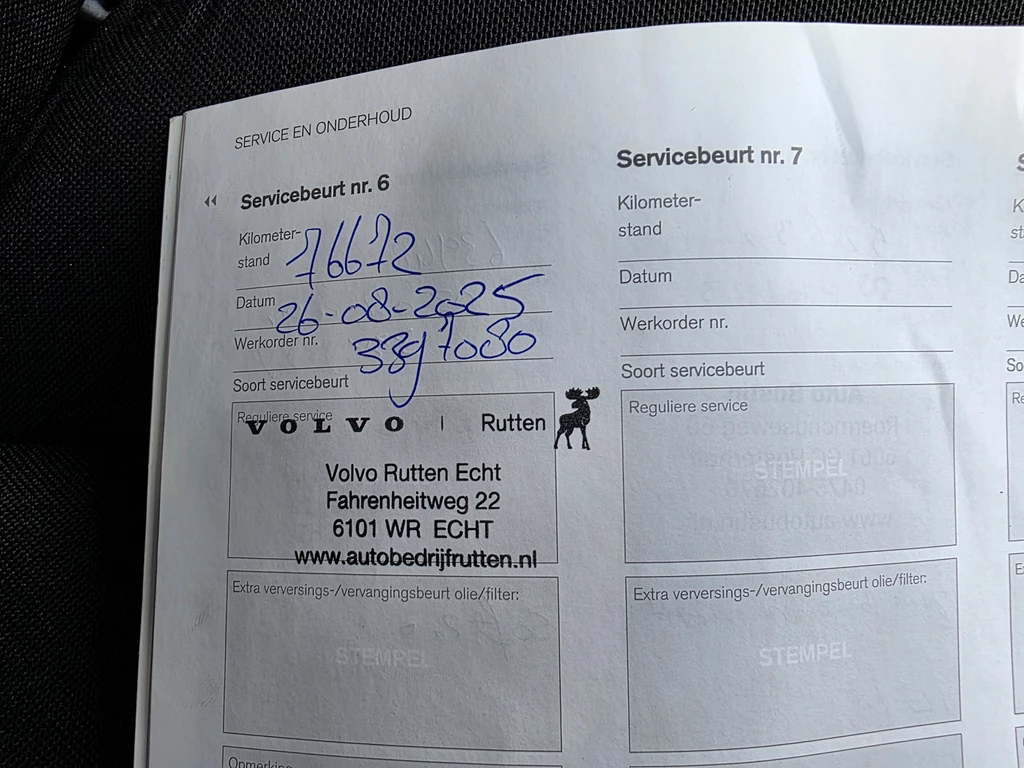 SERVICE EN ONDERHOUD
Servicebeurt nr. 6
Kilometer-
stand 76672
Datum 26-08-2025
Werkorder nr. 3397080
Soort servicebeurt
Reguliere service
VOLVO | Rutten
Volvo Rutten Echt
Fahrenheitweg 22
6101 WR ECHT
www.autobedrijfrutten.nl
Extra verversings-/vervangingsbeurt olie/filter:
STEMPEL
Opmerking
Servicebeurt nr. 7
Kilometer-
stand
Datum
Werkorder nr.
Soort servicebeurt
Reguliere service
STEMPEL
Extra verversings-/vervangingsbeurt olie/filter:
STEMPEL